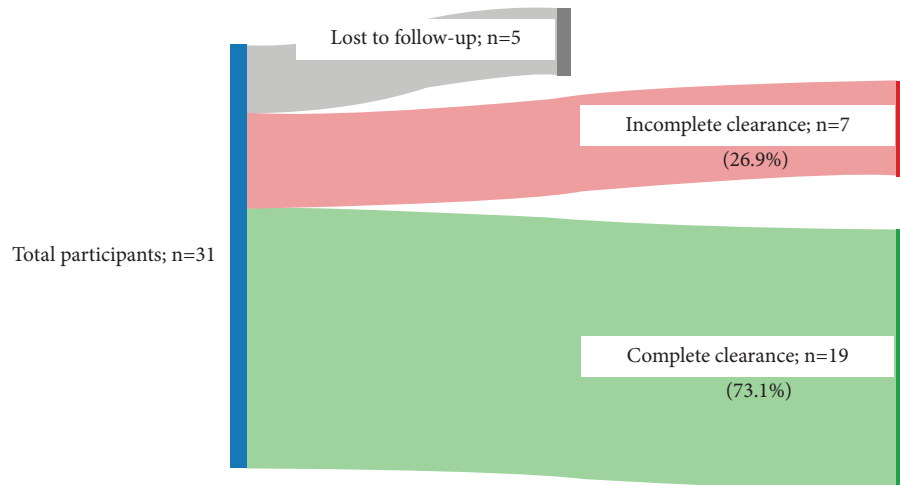 Lost to follow-up; n=5
Incomplete clearance; n=7
(26.9%)
Total participants; n=31
Complete clearance; n=19
(73.1%)